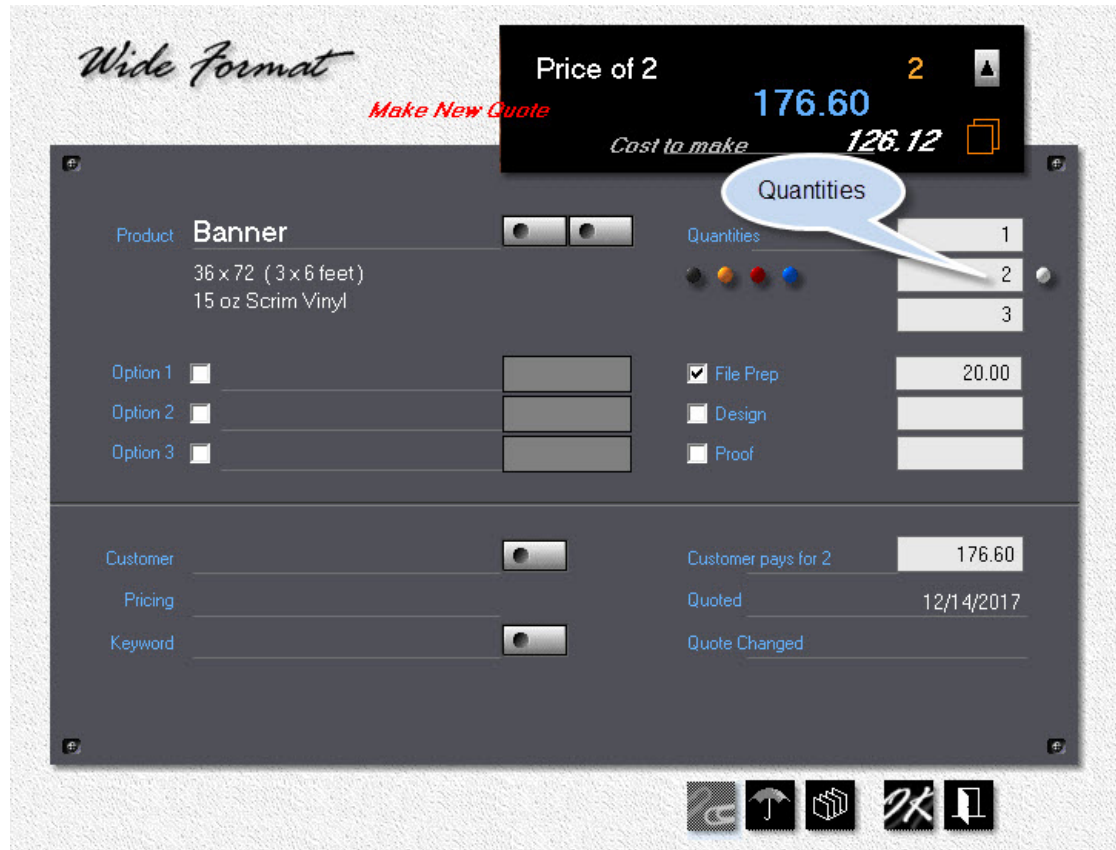 Wide Format
Price of 2 2
Make New Quote
176.60
Cost to make 126.12
Quantities
Product Banner
Quantities 1
36 x 72 ( 3 x 6 feet )
2
15 oz Scrim Vinyl
3
Option 1
File Prep 20.00
Option 2
Design
Option 3
Proof
Customer
Customer pays for 2 176.60
Pricing
Quoted 12/14/2017
Keyword
Quote Changed
OK